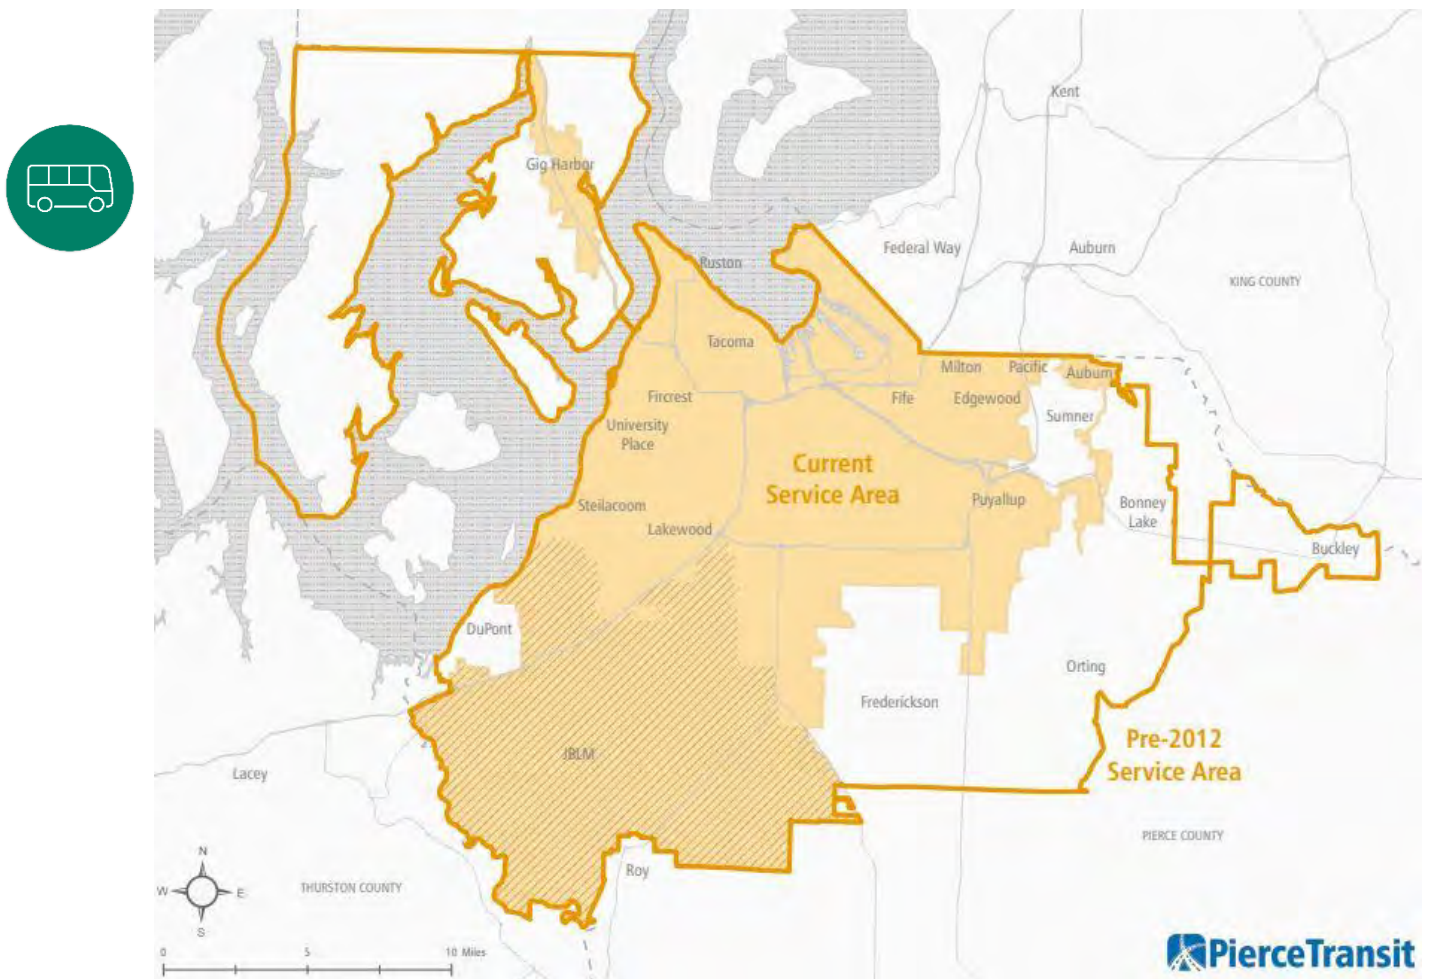 Kent
Gig Harbor
Federal Way
Auburn
Ruston
KING COUNTY
Tacoma
Milton
Pacific
Auburn
Fircrest
Fife
Edgewood
Sumner
University
Place
Current
Service Area
Steilacoom
Puyallup
Bonney
Lake
Lakewood
Buckley
DuPont
Orting
Frederickson
Pre-2012
Service Area
JBLM
Lacey
PIERCE COUNTY
N
Roy
W
E
THURSTON COUNTY
S
0
5
10 Miles
PierceTransit